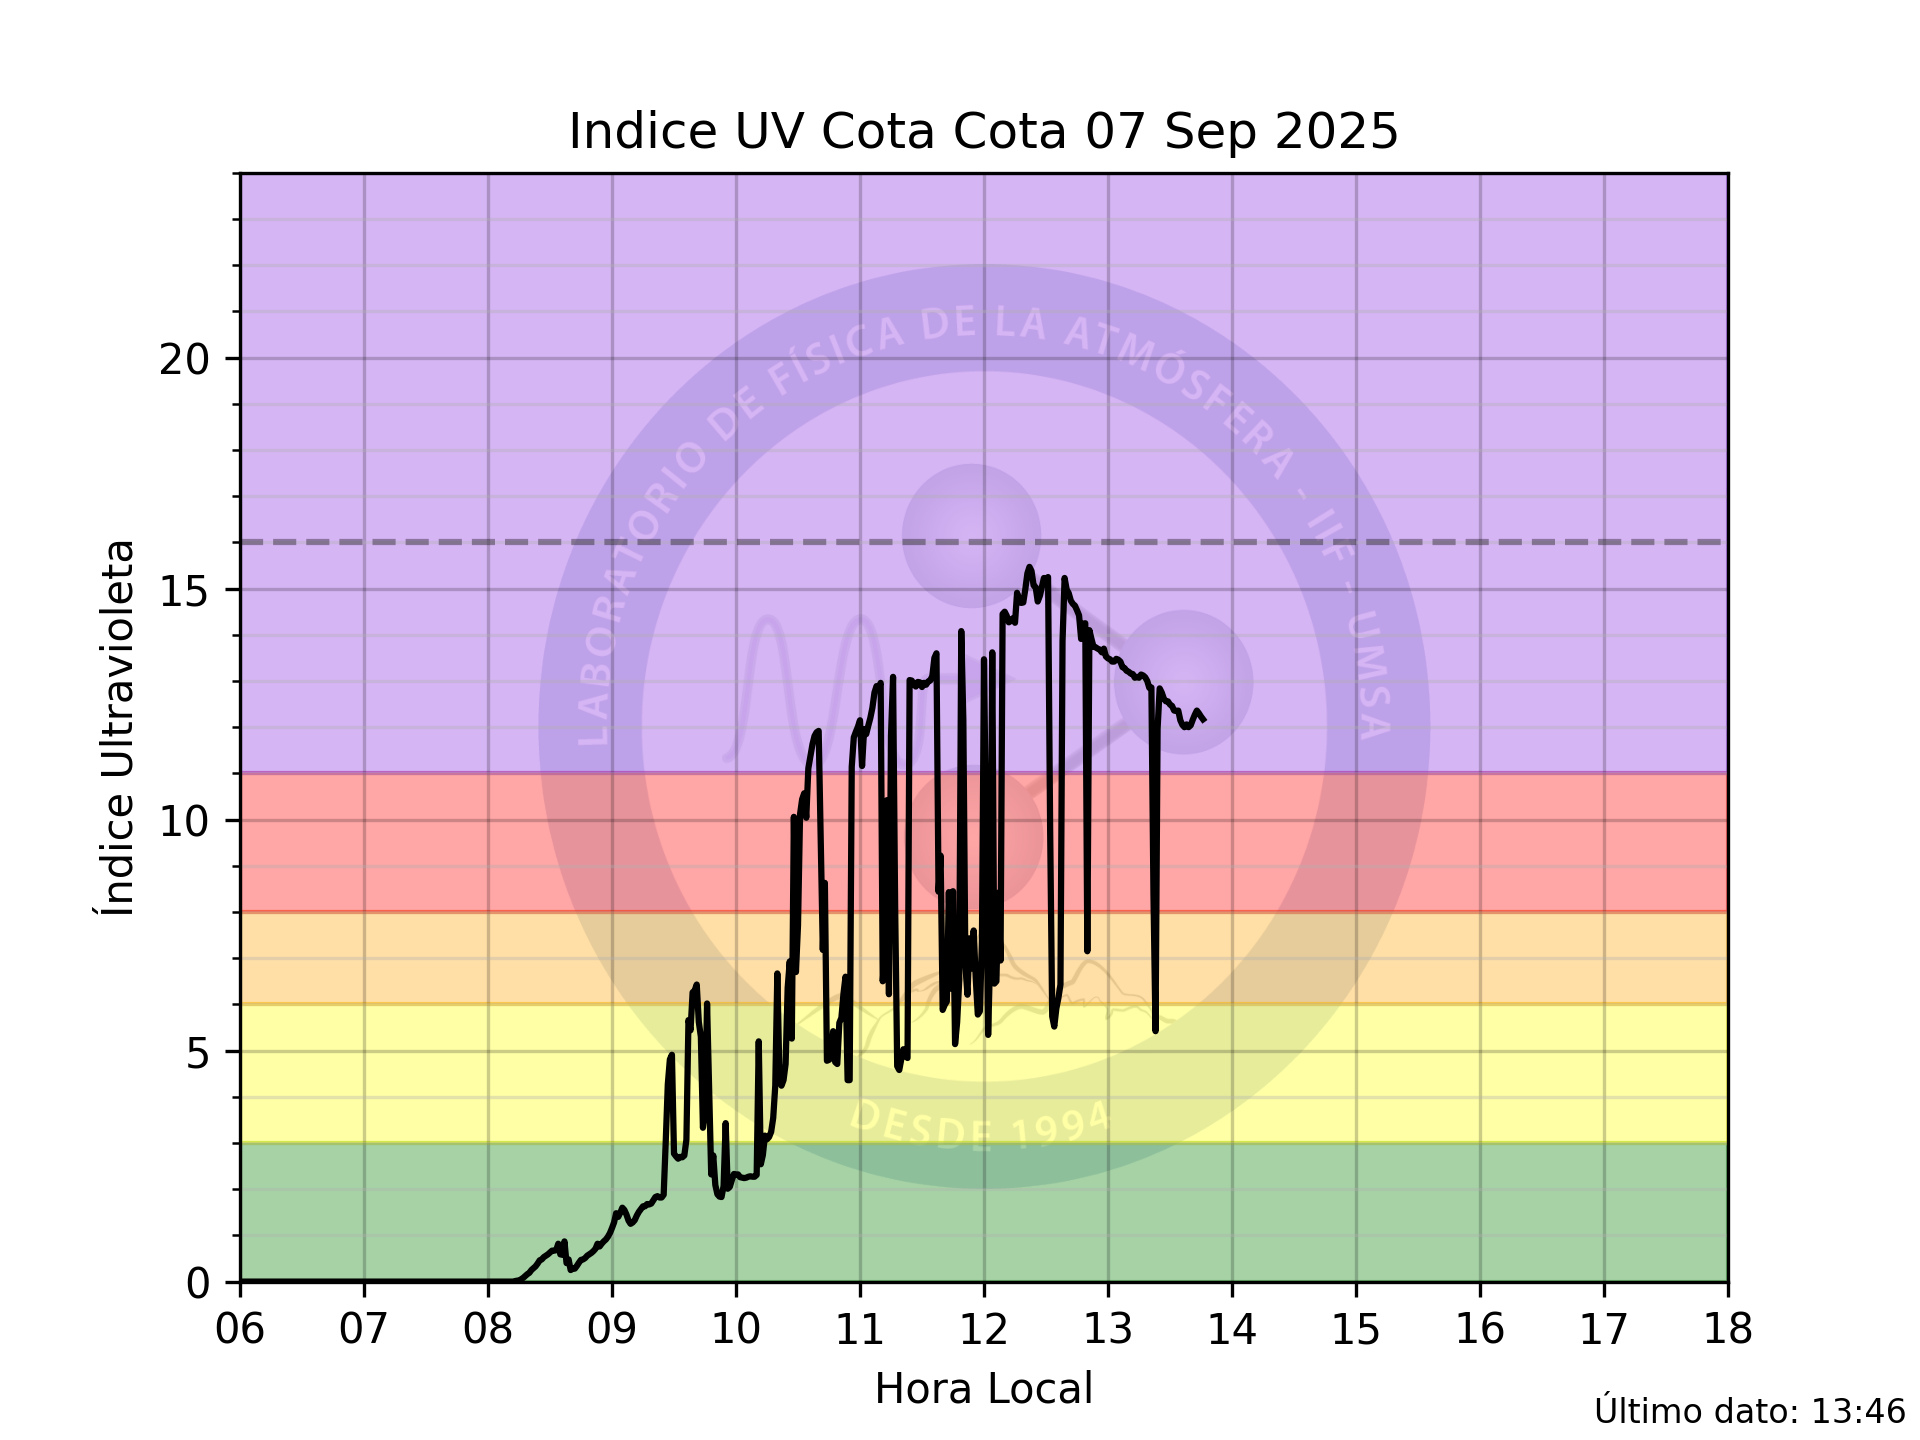 Indice UV Cota Cota 07 Sep 2025
LABORATORIO DE FÍSICA DE LA ATMÓSFERA - IIF - UMSA
DESDE 1994
Índice Ultravioleta
20
15
10
5
0
06 07 08 09 10 11 12 13 14 15 16 17 18
Hora Local
Último dato: 13:46